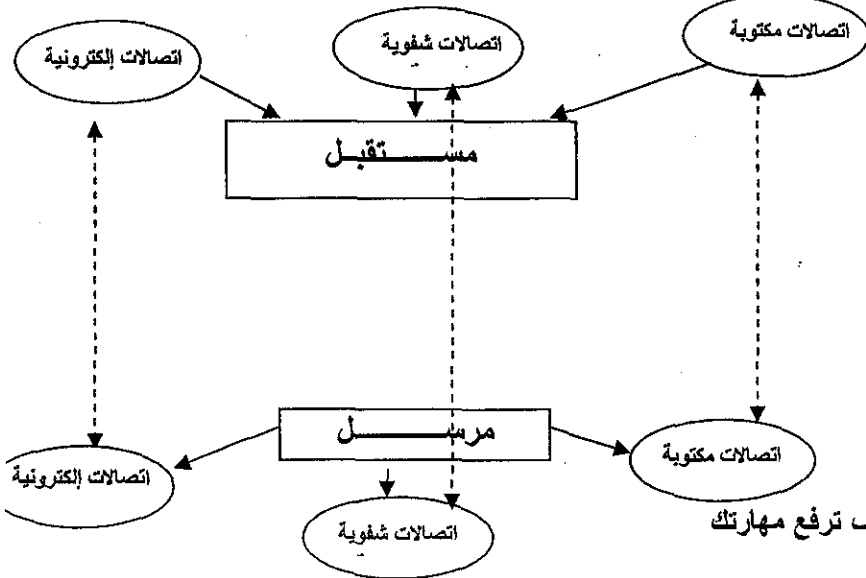 اتصالات مكتوبة
اتصالات شفوية
اتصالات إلكترونية
مستقبل
مرسل
اتصالات مكتوبة
اتصالات إلكترونية
اتصالات شفوية
ترفع مهارتك